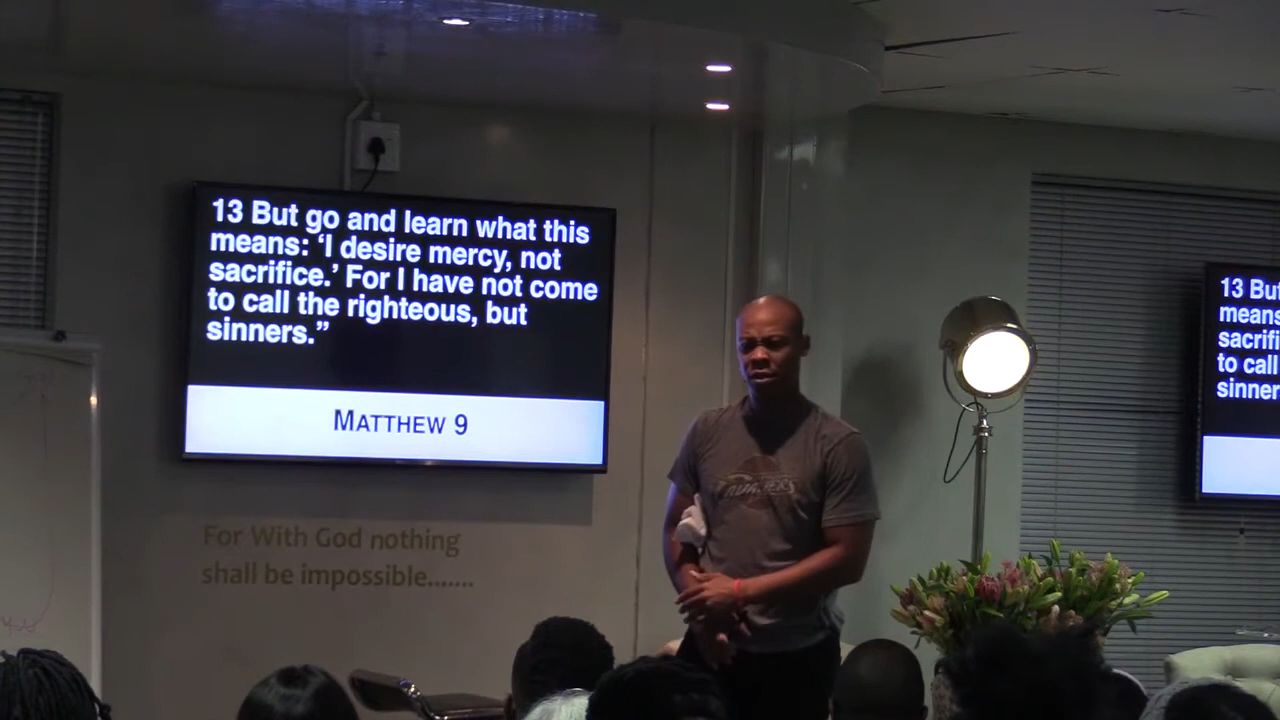 13 But go and learn what this
means: ‘I desire mercy, not
sacrifice.’ For I have not come
to call the righteous, but
sinners.”
MATTHEW 9
For With God nothing
shall be impossible.......
13 But
means
sacrifi
to call
sinner